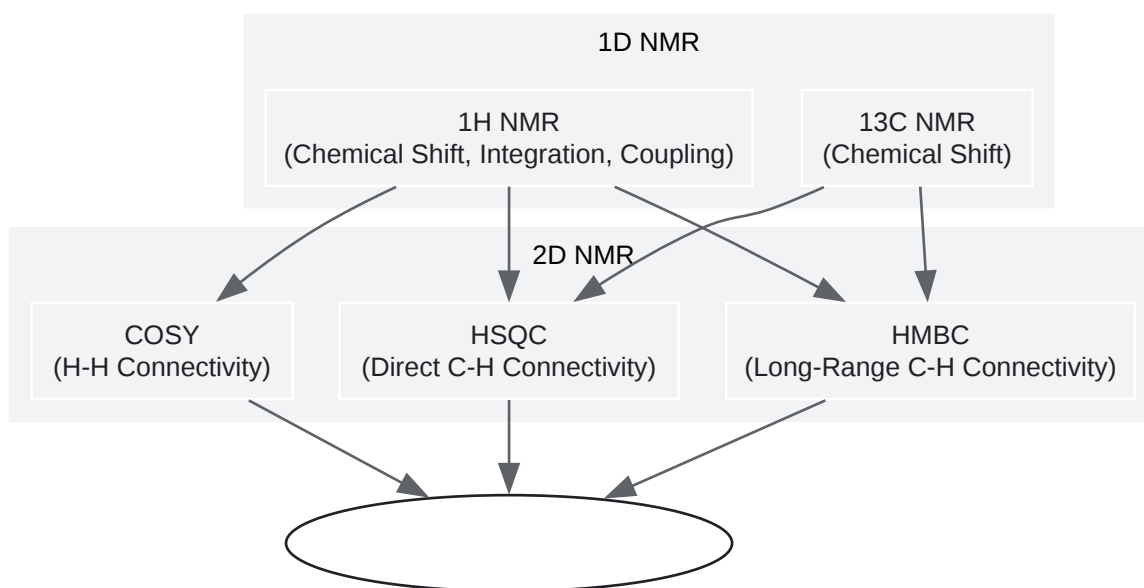 1D NMR
1H NMR
(Chemical Shift, Integration, Coupling)
13C NMR
(Chemical Shift)
2D NMR
COSY
(H-H Connectivity)
HSQC
(Direct C-H Connectivity)
HMBC
(Long-Range C-H Connectivity)